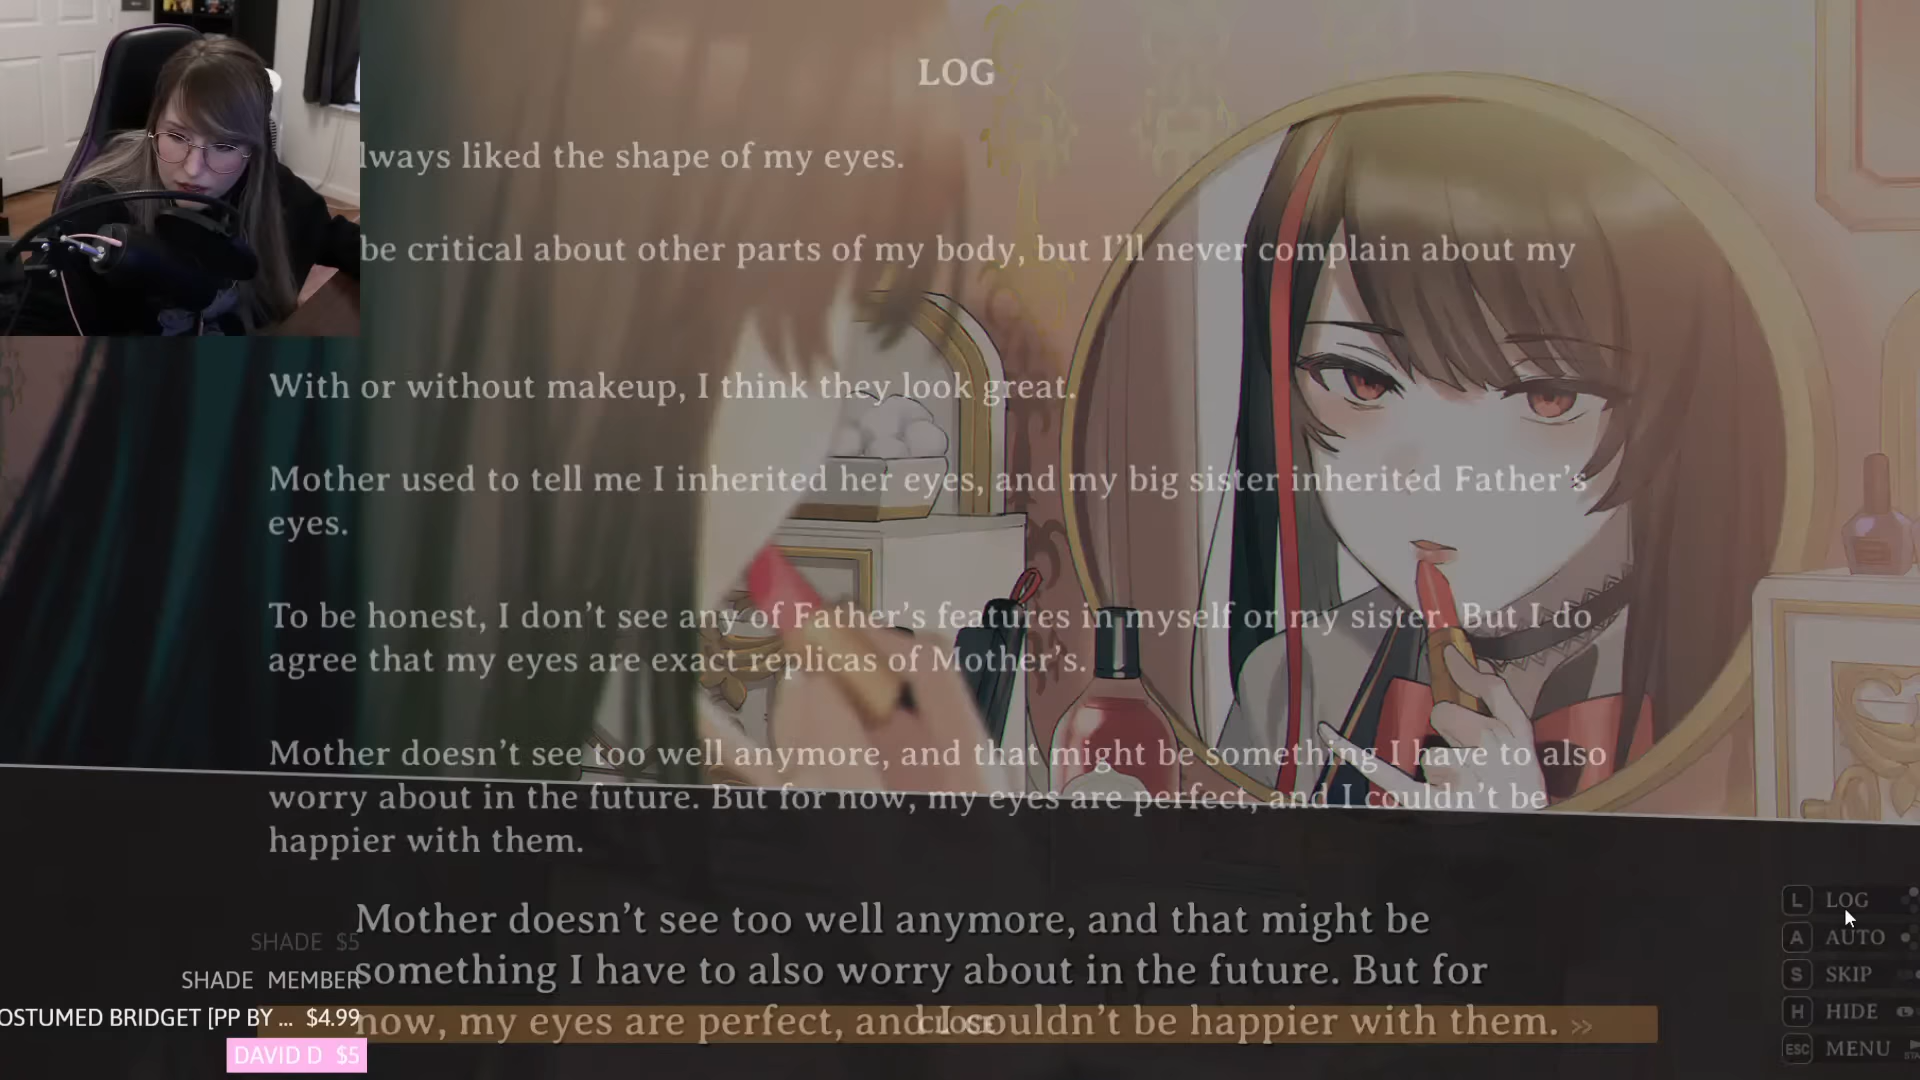 LOG
lways liked the shape of my eyes.
be critical about other parts of my body, but I'll never complain about my
With or without makeup, I think they look great.
Mother used to tell me I inherited her eyes, and my big sister inherited Father's
eyes.
To be honest, I don't see any of Father's features in myself or my sister. But I do
agree that my eyes are exact replicas of Mother's.
Mother doesn't see too well anymore, and that might be something I have to also
worry about in the future. But for now, my eyes are perfect, and I couldn't be
happier with them.
Mother doesn't see too well anymore, and that might be
something I have to also worry about in the future. But for
now, my eyes are perfect, and I couldn't be happier with them. »
CLOSE
SHADE $5
SHADE MEMBER
OSTUMED BRIDGET [PP BY ... $4.99
DAVID D $5
L LOG
A AUTO
S SKIP
H HIDE
ESC MENU